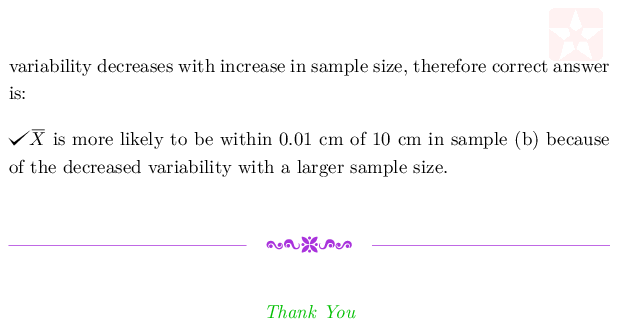 variability decreases with increase in sample size, therefore correct answer
is:
✓X̅ is more likely to be within 0.01 cm of 10 cm in sample (b) because
of the decreased variability with a larger sample size.
Thank You